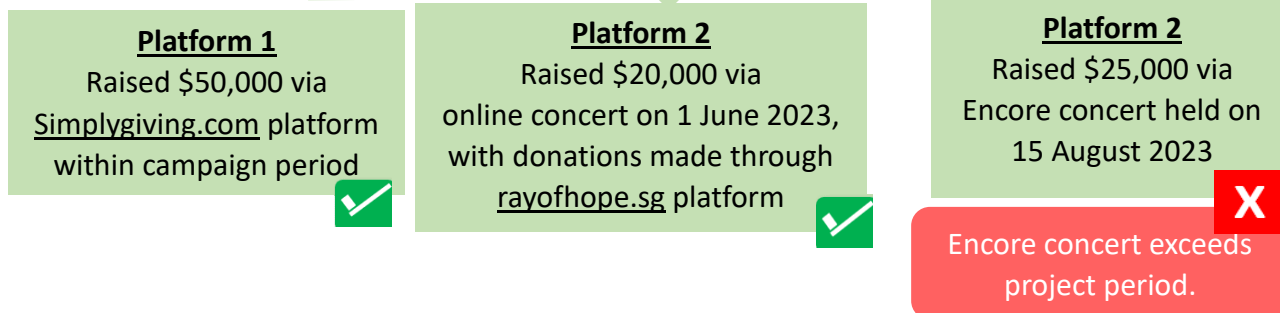 Platform 1
Raised $50,000 via
Simplygiving.com platform
within campaign period
Platform 2
Raised $20,000 via
online concert on 1 June 2023,
with donations made through
rayofhope.sg platform
Platform 2
Raised $25,000 via
Encore concert held on
15 August 2023
X
Encore concert exceeds
project period.